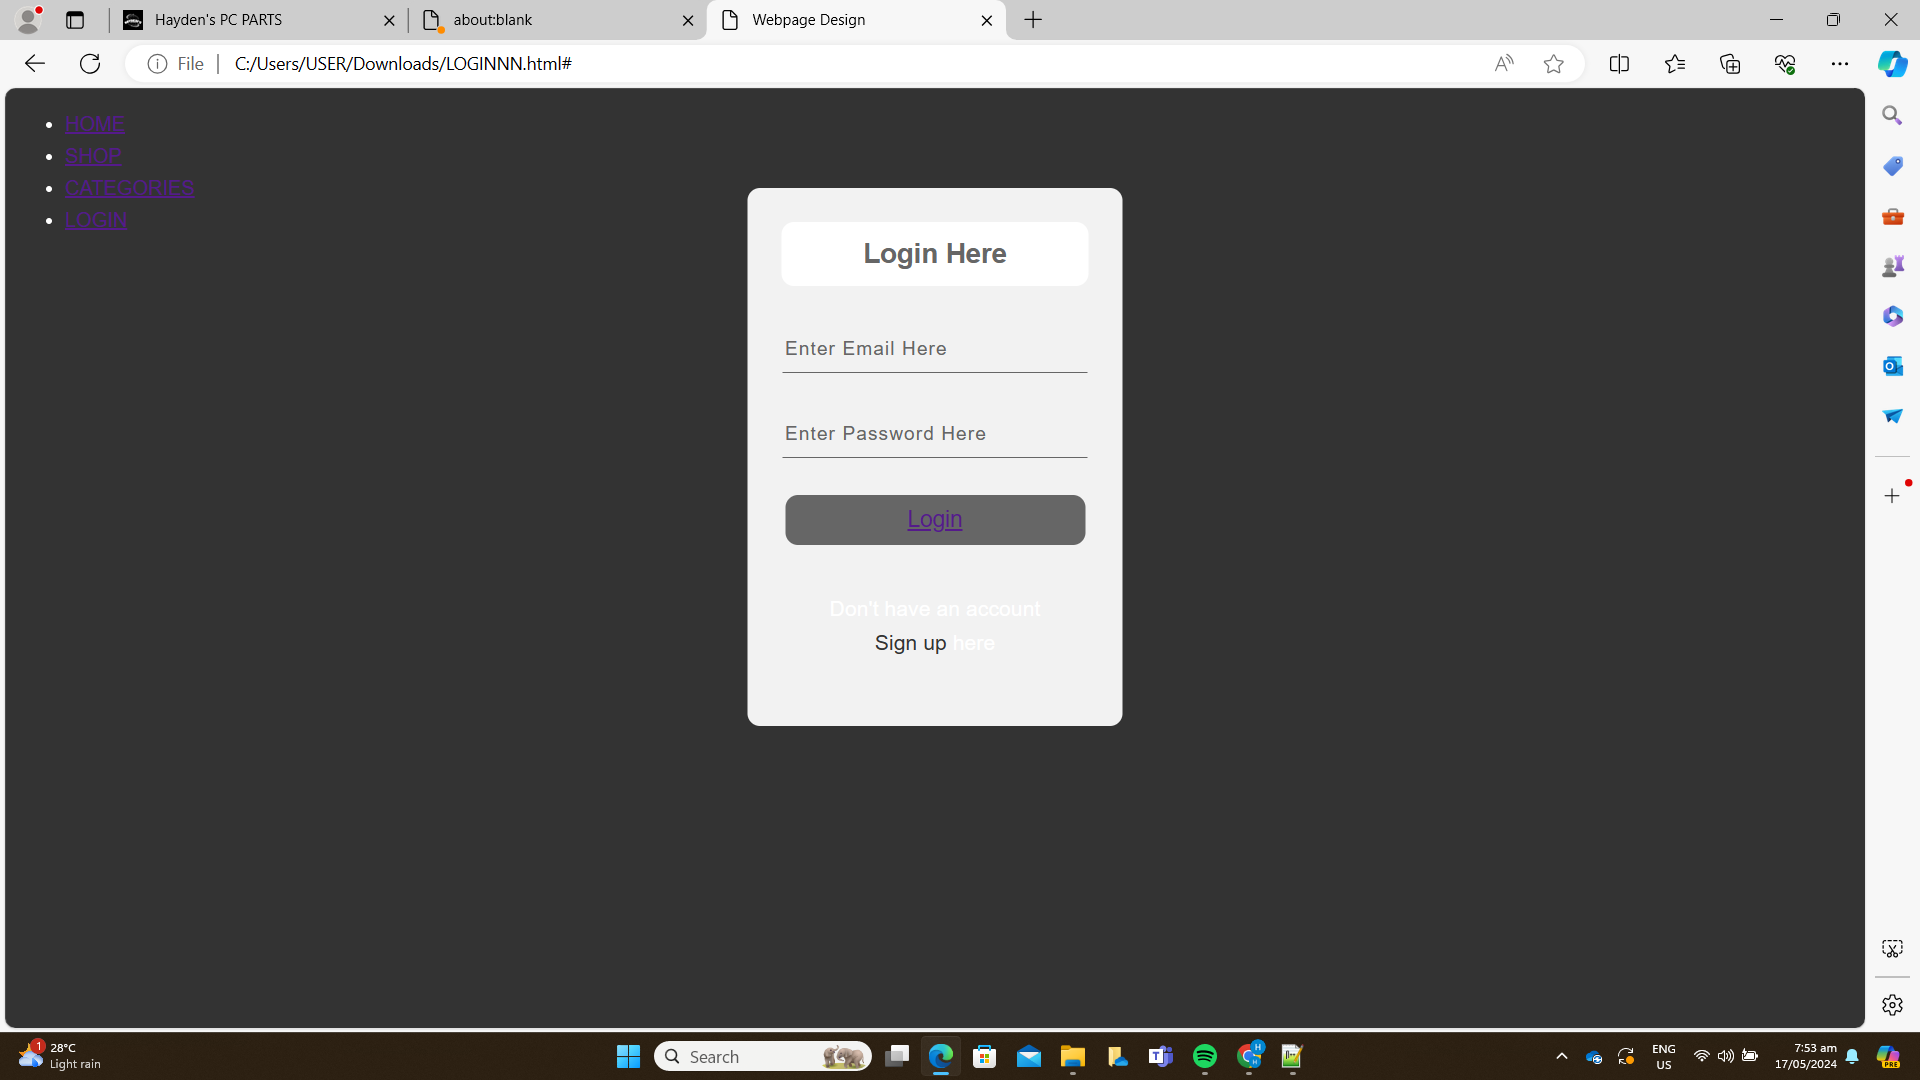 Hayden's PC PARTS
about:blank
Webpage Design
File
C:/Users/USER/Downloads/LOGINNN.html#
HOME
SHOP
CATEGORIES
LOGIN
Login Here
Enter Email Here
Enter Password Here
Login
Don't have an account
Sign up here
1
28°C
Light rain
Search
H
ENG
US
7:53 am
17/05/2024
PRE